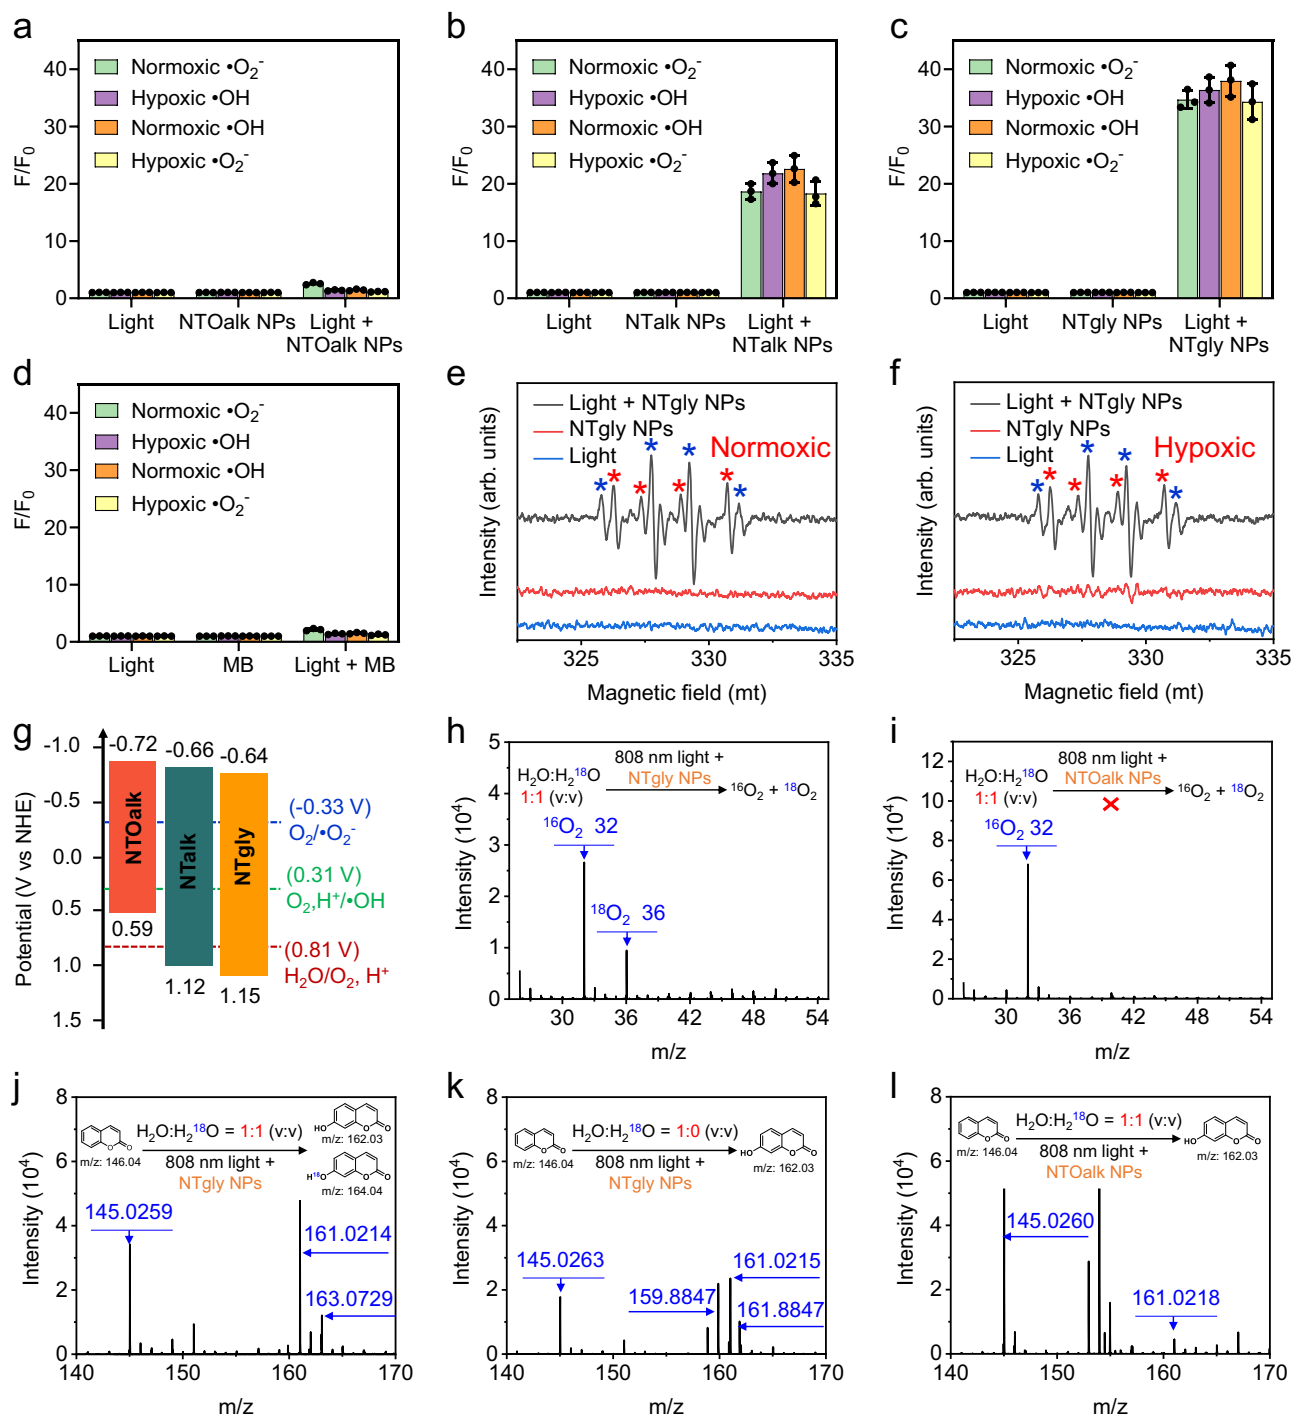 a
F/F0
40
30
20
10
0
Normoxic •O2-
Hypoxic •OH
Normoxic •OH
Hypoxic •O2-
Light
NTOalk NPs
Light +
NTOalk NPs
b
F/F0
40
30
20
10
0
Normoxic •O2-
Hypoxic •OH
Normoxic •OH
Hypoxic •O2-
Light
NTalk NPs
Light +
NTalk NPs
c
F/F0
40
30
20
10
0
Normoxic •O2-
Hypoxic •OH
Normoxic •OH
Hypoxic •O2-
Light
NTgly NPs
Light +
NTgly NPs
d
F/F0
40
30
20
10
0
Normoxic •O2-
Hypoxic •OH
Normoxic •OH
Hypoxic •O2-
Light
MB
Light + MB
e
Intensity (arb. units)
Light + NTgly NPs
NTgly NPs
Light
Normoxic
* * * * * * * *
325 330 335
Magnetic field (mt)
f
Intensity (arb. units)
Light + NTgly NPs
NTgly NPs
Light
Hypoxic
* * * * * * * *
325 330 335
Magnetic field (mt)
g
Potential (V vs NHE)
-1.0
-0.5
0.0
0.5
1.0
1.5
-0.72
-0.66
-0.64
NTOalk
NTalk
NTgly
0.59
1.12
1.15
(-0.33 V)
O2/•O2-
(0.31 V)
O2,H+/•OH
(0.81 V)
H2O/O2, H+
h
Intensity (10⁴)
5
4
3
2
1
0
H2O:H2¹⁸O
1:1 (v:v)
808 nm light +
NTgly NPs
¹⁶O2 + ¹⁸O2
¹⁶O2 32
¹⁸O2 36
30 36 42 48 54
m/z
i
Intensity (10⁴)
12
10
8
6
4
2
0
H2O:H2¹⁸O
1:1 (v:v)
808 nm light +
NTOalk NPs
¹⁶O2 + ¹⁸O2
¹⁶O2 32
30 36 42 48 54
m/z
j
Intensity (10⁴)
8
6
4
2
0
O O
m/z: 146.04
H2O:H2¹⁸O = 1:1 (v:v)
808 nm light +
NTgly NPs
HO O O
m/z: 162.03
H¹⁸O O O
m/z: 164.04
145.0259
161.0214
163.0729
140 150 160 170
m/z
k
Intensity (10⁴)
8
6
4
2
0
O O
m/z: 146.04
H2O:H2¹⁸O = 1:0 (v:v)
808 nm light +
NTgly NPs
HO O O
m/z: 162.03
145.0263
161.0215
159.8847
161.8847
140 150 160 170
m/z
l
Intensity (10⁴)
8
6
4
2
0
O O
m/z: 146.04
H2O:H2¹⁸O = 1:1 (v:v)
808 nm light +
NTOalk NPs
HO O O
m/z: 162.03
145.0260
161.0218
140 150 160 170
m/z